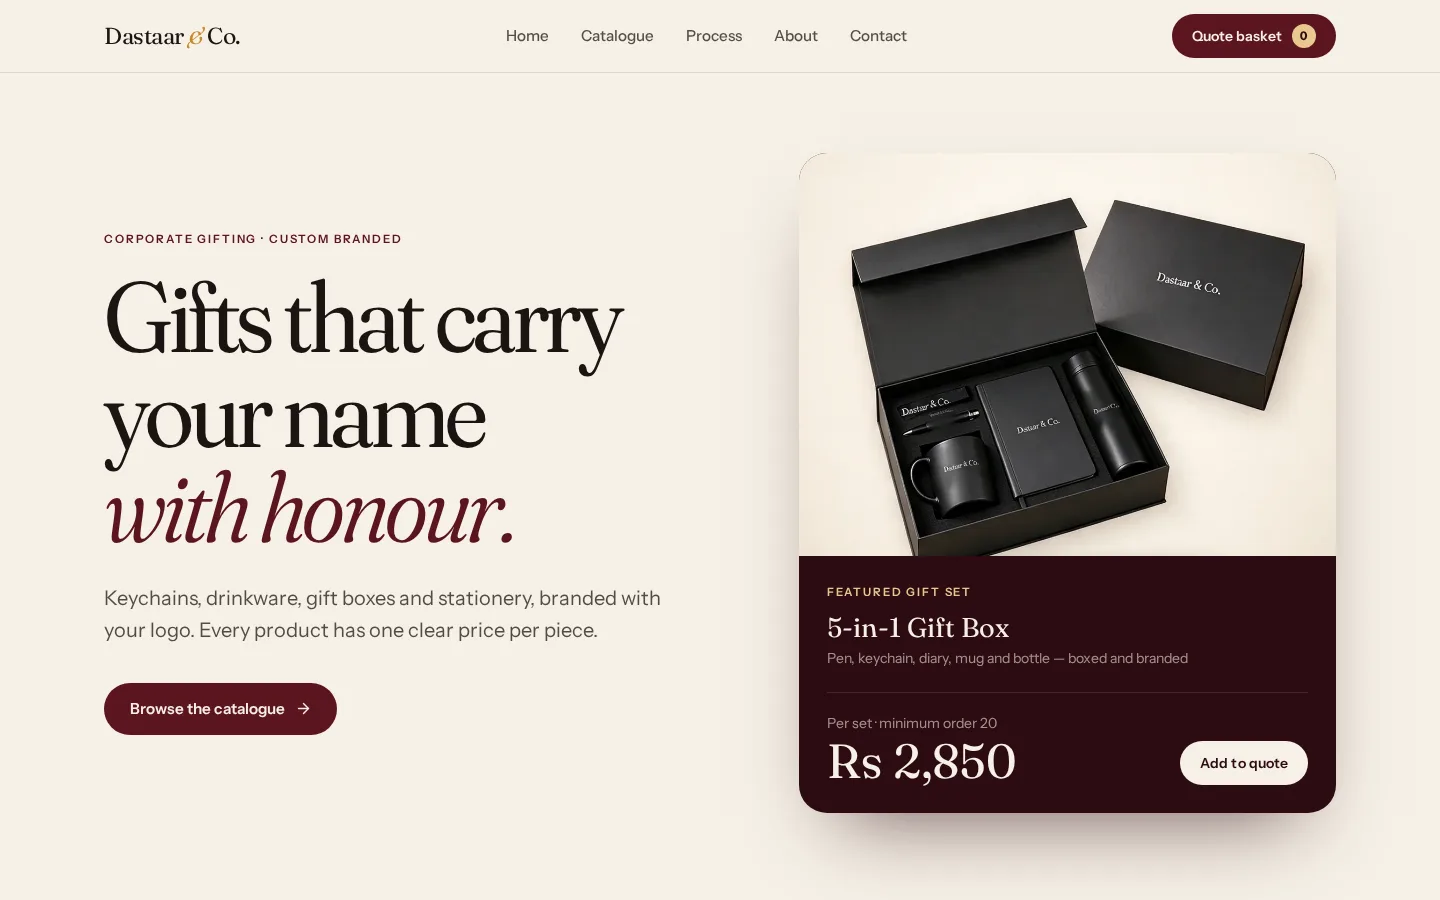 Dastaar & Co.
Home
Catalogue
Process
About
Contact
Quote basket 0
CORPORATE GIFTING · CUSTOM BRANDED
Gifts that carry
your name
with honour.
Keychains, drinkware, gift boxes and stationery, branded with
your logo. Every product has one clear price per piece.
Browse the catalogue →
Dastaar & Co.
Dastaar & Co.
Dastaar & Co.
Dastaar & Co.
Dastaar & Co.
FEATURED GIFT SET
5-in-1 Gift Box
Pen, keychain, diary, mug and bottle — boxed and branded
Per set · minimum order 20
Rs 2,850
Add to quote